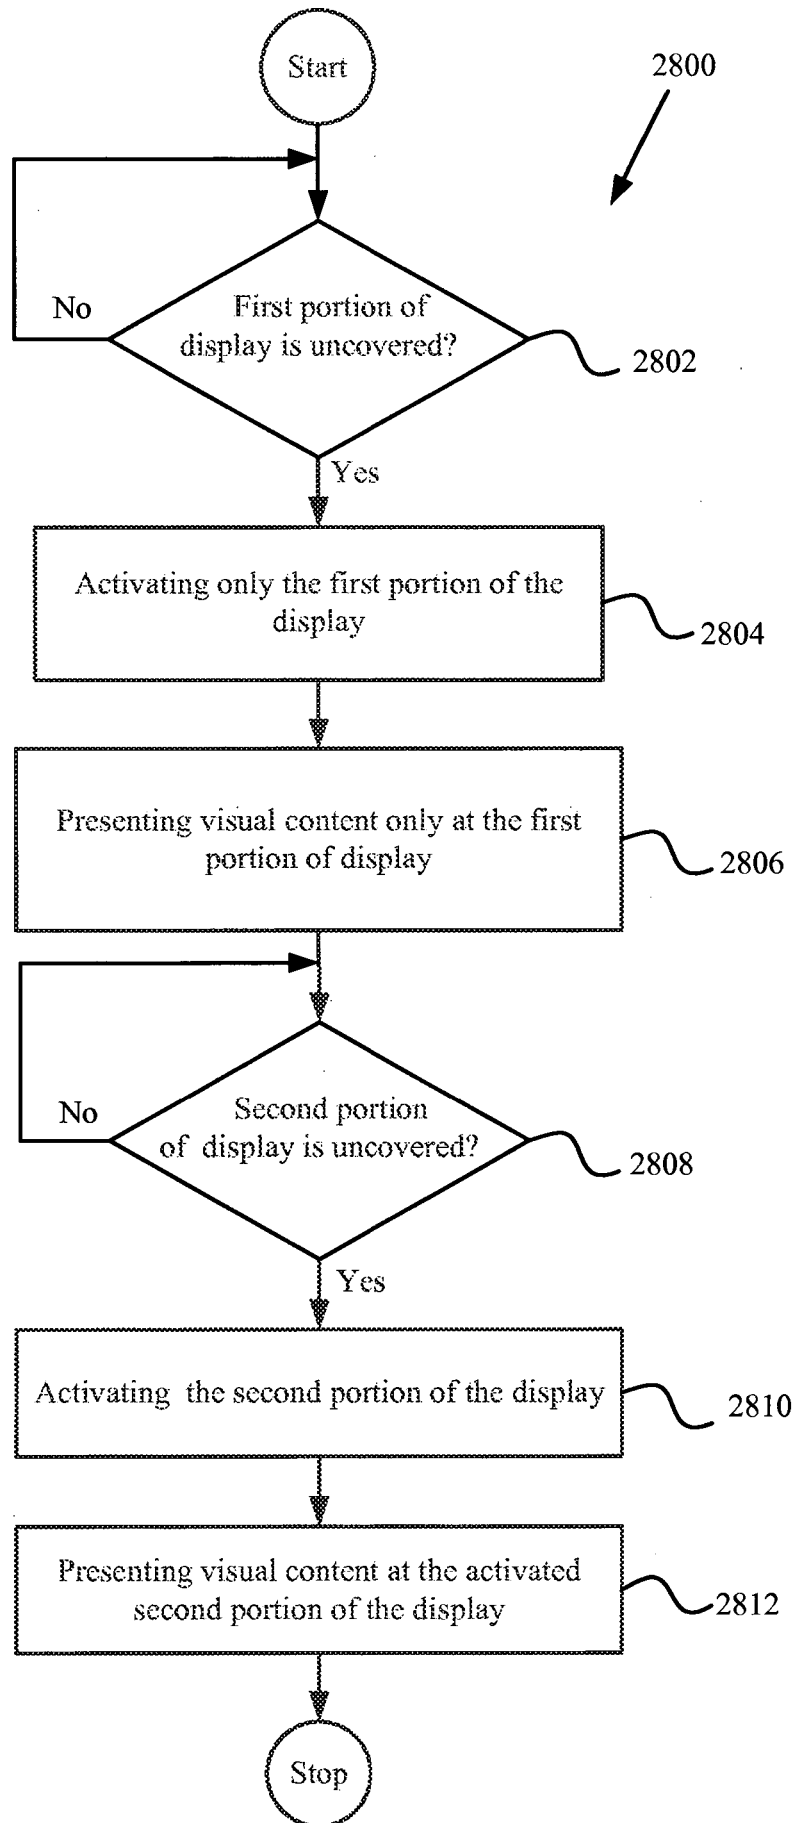 Start
2800
No
First portion of
display is uncovered?
2802
Yes
Activating only the first portion of the
display
2804
Presenting visual content only at the first
portion of display
2806
No
Second portion
of display is uncovered?
2808
Yes
Activating the second portion of the display
2810
Presenting visual content at the activated
second portion of the display
2812
Stop